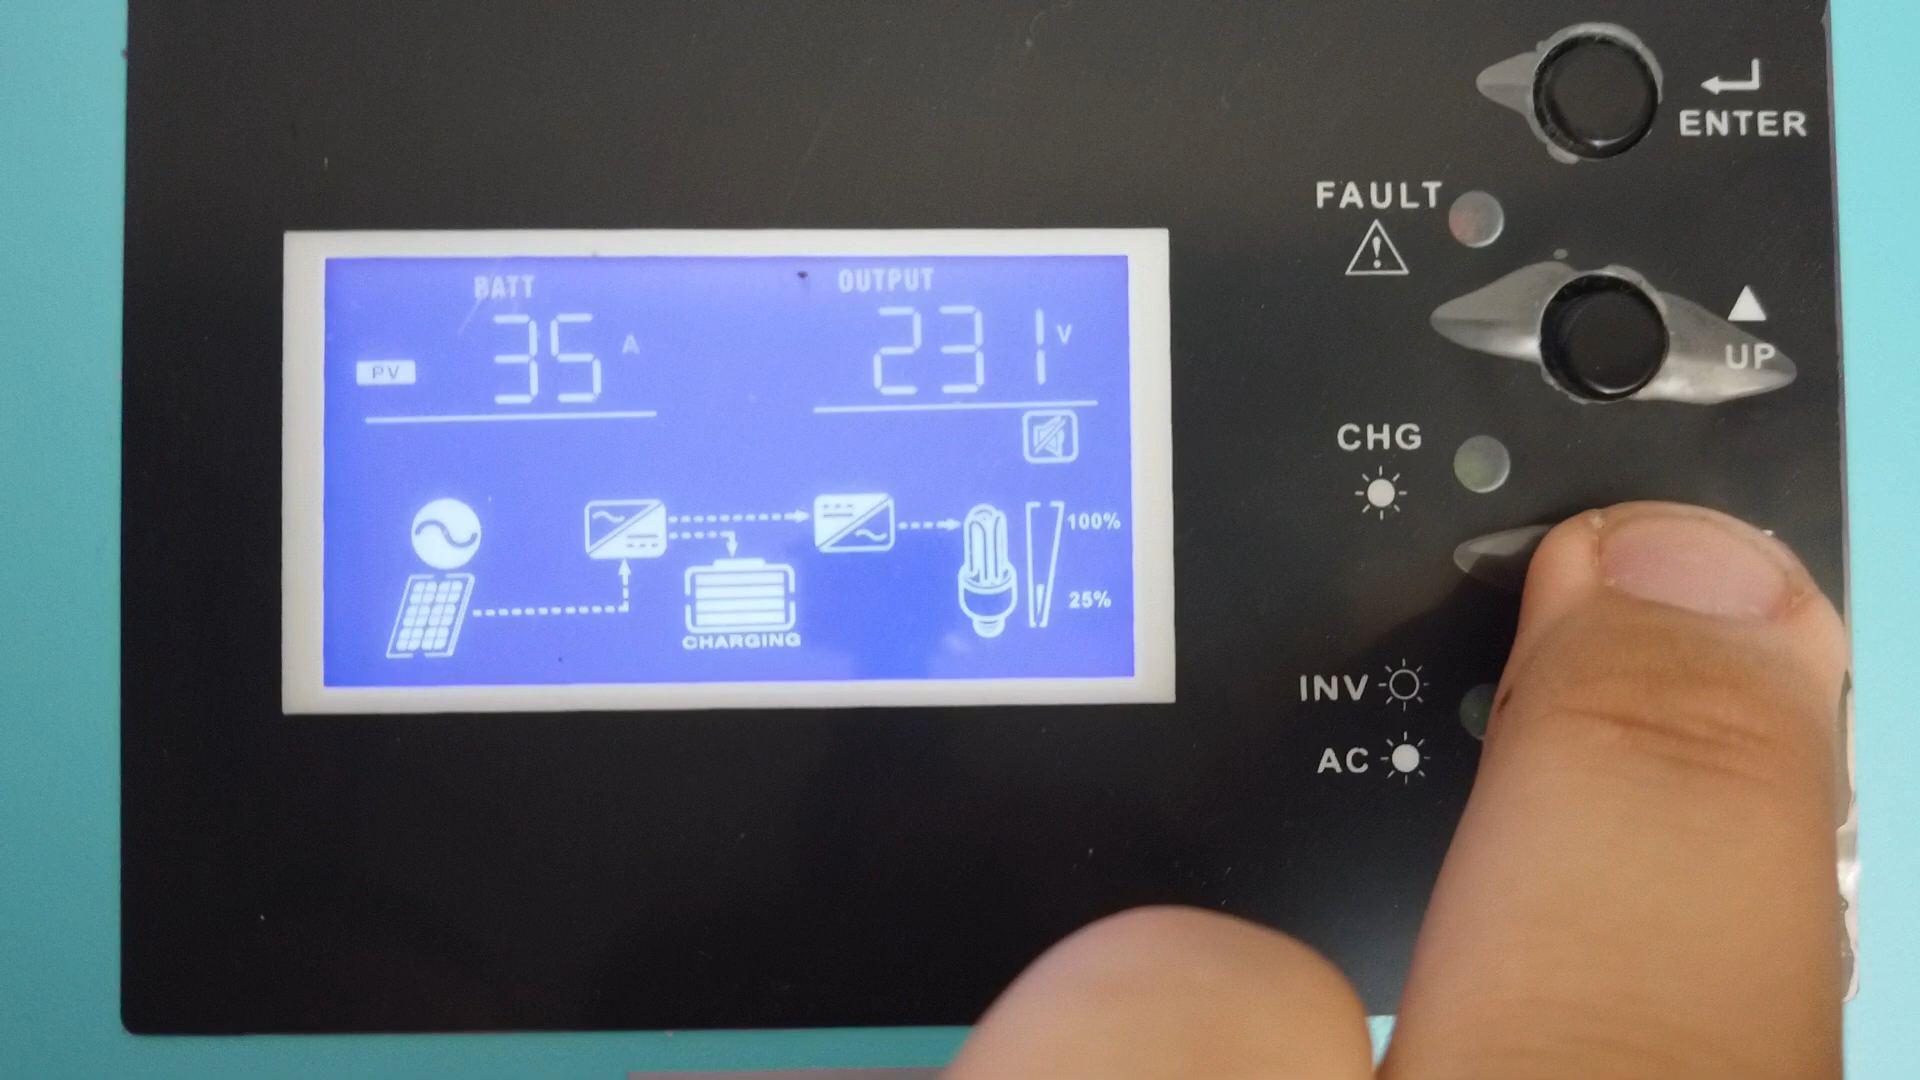 ENTER
FAULT
BATT
OUTPUT
35 A
231 V
PV
UP
CHG
100%
25%
CHARGING
INV
AC